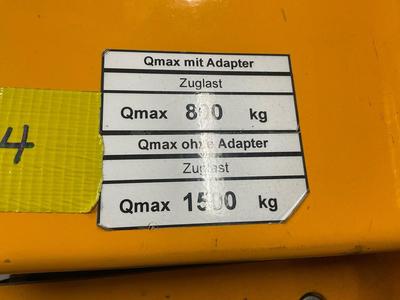 Qmax mit Adapter
Zuglast
Qmax 800 kg
4
Qmax ohne Adapter
Zuglast
Qmax 1500 kg